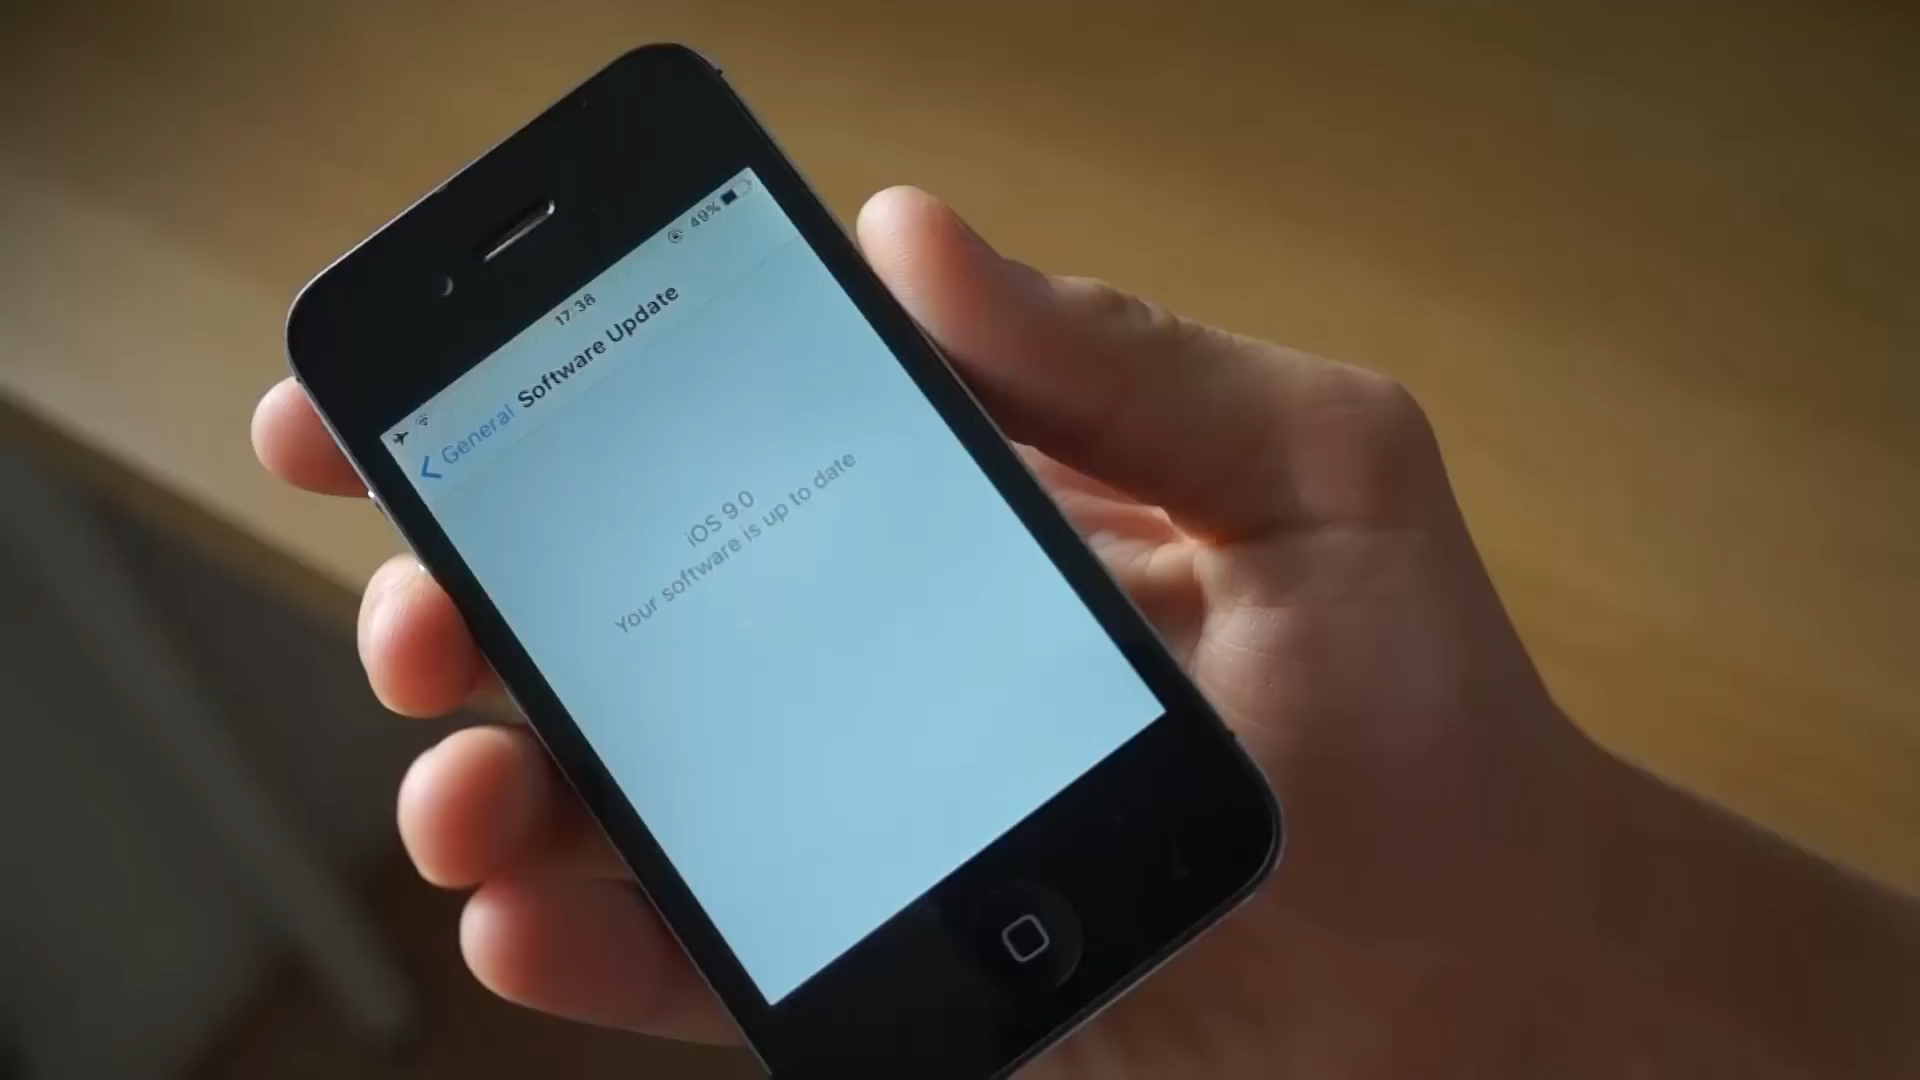 17:38
49%
General Software Update
iOS 9.0
Your software is up to date